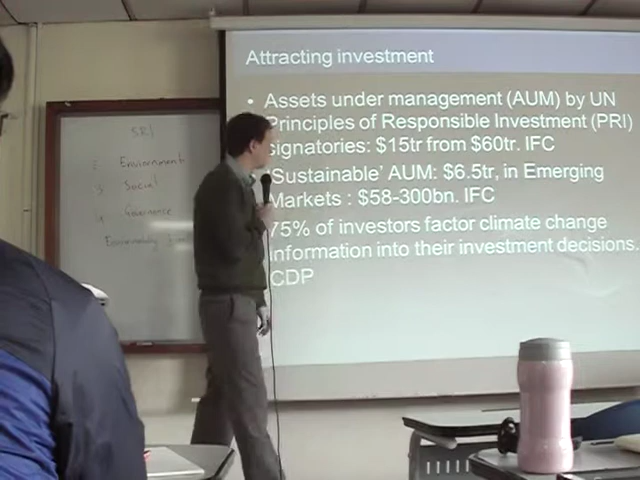 Attracting investment
• Assets under management (AUM) by UN
Principles of Responsible Investment (PRI)
signatories: $15tr from $60tr. IFC
'Sustainable' AUM: $6.5tr, in Emerging
Markets : $58-300bn. IFC
75% of investors factor climate change
information into their investment decisions.
CDP
SRI
Environment
Social
Governance